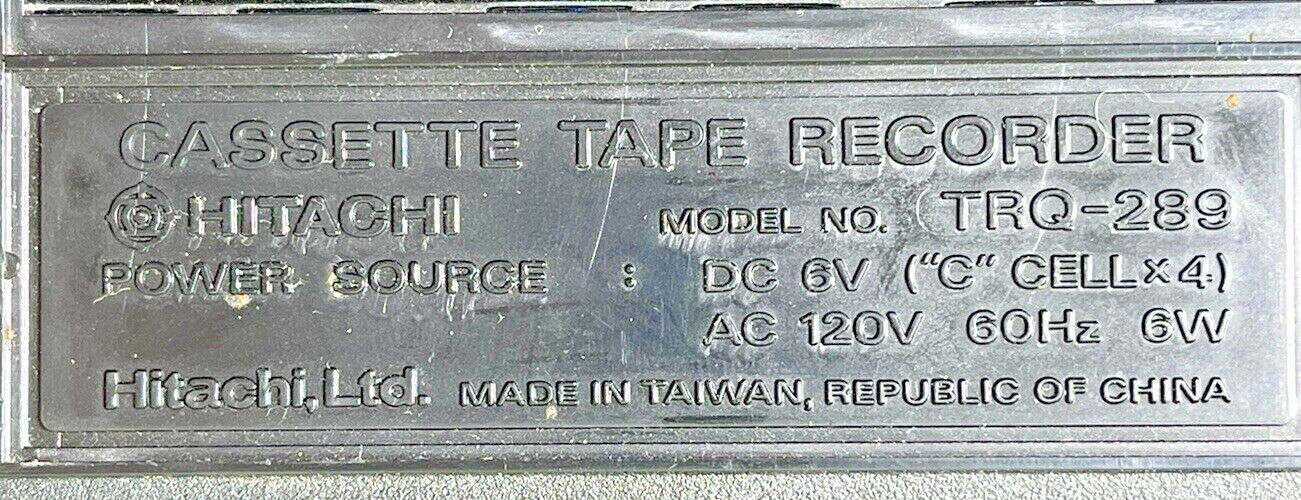 CASSETTE TAPE RECORDER
HITACHI MODEL NO. TRQ-289
POWER SOURCE : DC 6V ("C" CELL×4)
AC 120V 60Hz 6W
Hitachi, Ltd. MADE IN TAIWAN, REPUBLIC OF CHINA